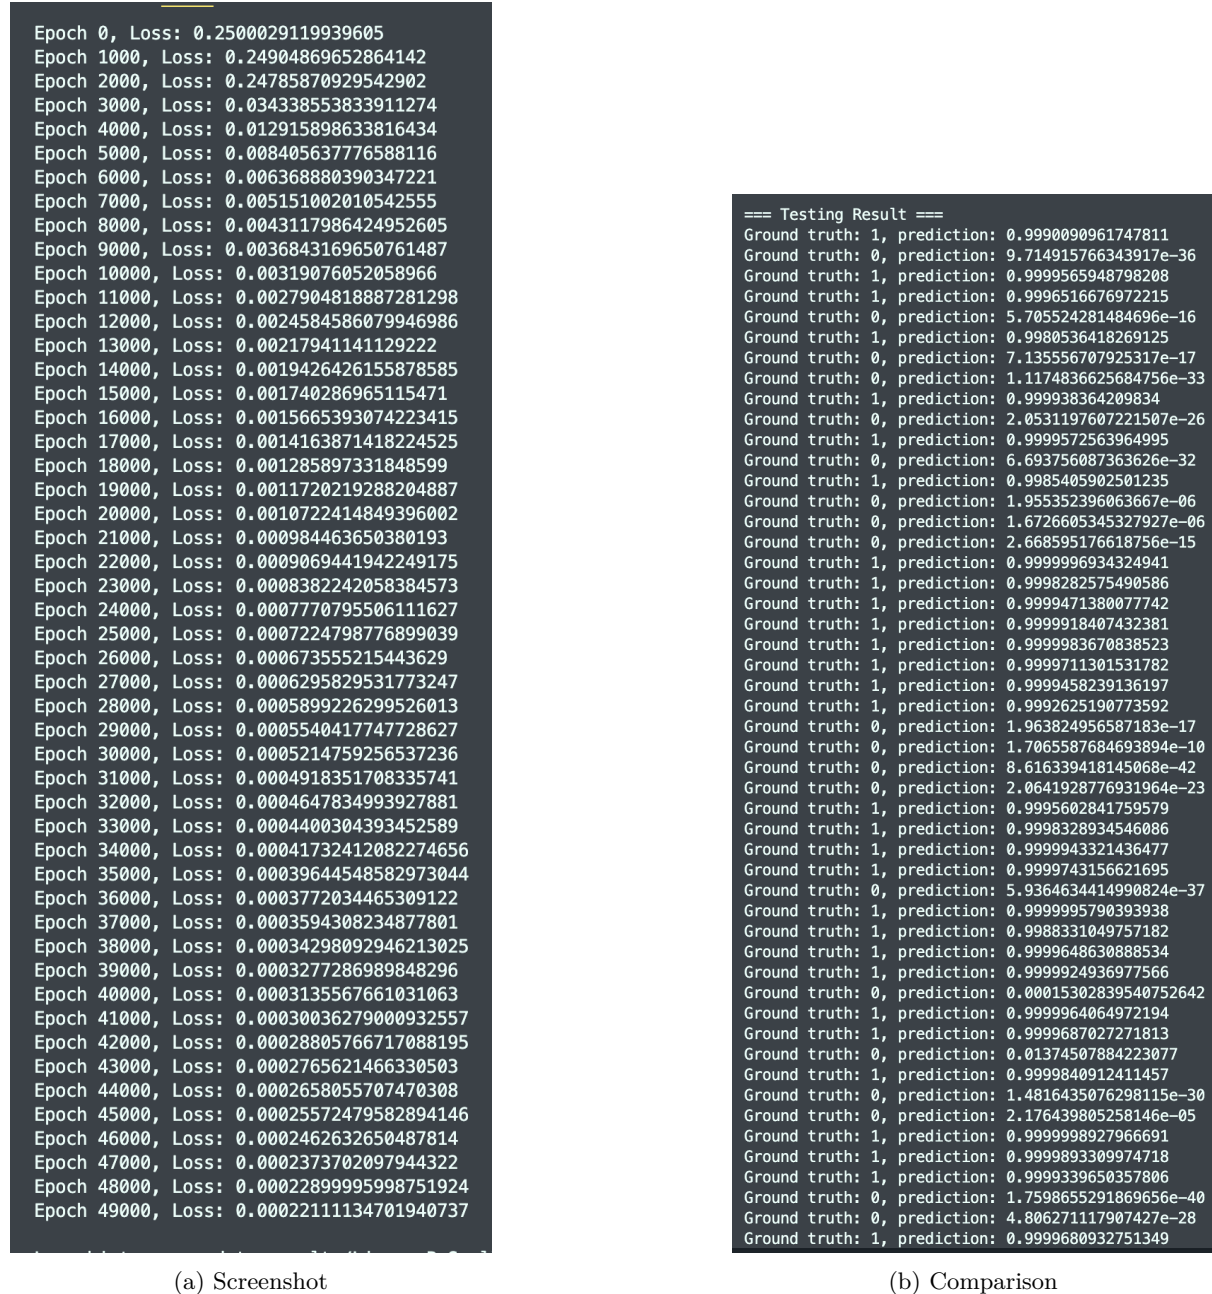 Epoch 0, Loss: 0.2500029119939605
Epoch 1000, Loss: 0.24904869652864142
Epoch 2000, Loss: 0.24785870929542902
Epoch 3000, Loss: 0.034338553833911274
Epoch 4000, Loss: 0.012915898633816434
Epoch 5000, Loss: 0.008405637776588116
Epoch 6000, Loss: 0.006368880390347221
Epoch 7000, Loss: 0.005151002010542555
Epoch 8000, Loss: 0.0043117986424952605
Epoch 9000, Loss: 0.0036843169650761487
Epoch 10000, Loss: 0.00319076052058966
Epoch 11000, Loss: 0.0027904818887281298
Epoch 12000, Loss: 0.0024584586079946986
Epoch 13000, Loss: 0.00217941141129222
Epoch 14000, Loss: 0.0019426426155878585
Epoch 15000, Loss: 0.001740286965115471
Epoch 16000, Loss: 0.0015665393074223415
Epoch 17000, Loss: 0.0014163871418224525
Epoch 18000, Loss: 0.001285897331848599
Epoch 19000, Loss: 0.0011720219288204887
Epoch 20000, Loss: 0.0010722414849396002
Epoch 21000, Loss: 0.000984463650380193
Epoch 22000, Loss: 0.0009069441942249175
Epoch 23000, Loss: 0.0008382242058384573
Epoch 24000, Loss: 0.0007770795506111627
Epoch 25000, Loss: 0.0007224798776899039
Epoch 26000, Loss: 0.000673555215443629
Epoch 27000, Loss: 0.0006295829531773247
Epoch 28000, Loss: 0.0005899226299526013
Epoch 29000, Loss: 0.0005540417747728627
Epoch 30000, Loss: 0.0005214759256537236
Epoch 31000, Loss: 0.0004918351708335741
Epoch 32000, Loss: 0.0004647834993927881
Epoch 33000, Loss: 0.0004400304393452589
Epoch 34000, Loss: 0.00041732412082274656
Epoch 35000, Loss: 0.00039644548582973044
Epoch 36000, Loss: 0.0003772034465309122
Epoch 37000, Loss: 0.0003594308234877801
Epoch 38000, Loss: 0.00034298092946213025
Epoch 39000, Loss: 0.0003277286989848296
Epoch 40000, Loss: 0.0003135567661031063
Epoch 41000, Loss: 0.00030036279000932557
Epoch 42000, Loss: 0.00028805766717088195
Epoch 43000, Loss: 0.0002765621466330503
Epoch 44000, Loss: 0.0002658055707470308
Epoch 45000, Loss: 0.00025572479582894146
Epoch 46000, Loss: 0.0002462632650487814
Epoch 47000, Loss: 0.0002373702097944322
Epoch 48000, Loss: 0.000228999959987 51924
Epoch 49000, Loss: 0.00022111134701940737
(a) Screenshot
=== Testing Result ===
Ground truth: 1, prediction: 0.9990090961747811
Ground truth: 0, prediction: 9.714915766343917e-36
Ground truth: 1, prediction: 0.9999565948798208
Ground truth: 1, prediction: 0.9996516676972215
Ground truth: 0, prediction: 5.705524281484696e-16
Ground truth: 1, prediction: 0.9980536418269125
Ground truth: 0, prediction: 7.135556707925317e-17
Ground truth: 0, prediction: 1.1174836625684756e-33
Ground truth: 1, prediction: 0.999938364209834
Ground truth: 0, prediction: 2.0531197607221507e-26
Ground truth: 1, prediction: 0.9999572563964995
Ground truth: 0, prediction: 6.693756087363626e-32
Ground truth: 1, prediction: 0.9985405902501235
Ground truth: 0, prediction: 1.955352396063667e-06
Ground truth: 0, prediction: 1.6726605345327927e-06
Ground truth: 0, prediction: 2.668595176618756e-15
Ground truth: 1, prediction: 0.9999996934324941
Ground truth: 1, prediction: 0.9998282575490586
Ground truth: 1, prediction: 0.9999471380077742
Ground truth: 1, prediction: 0.9999918407432381
Ground truth: 1, prediction: 0.9999983670838523
Ground truth: 1, prediction: 0.9999711301531782
Ground truth: 1, prediction: 0.9999458239136197
Ground truth: 1, prediction: 0.9992625190773592
Ground truth: 0, prediction: 1.963824956587183e-17
Ground truth: 0, prediction: 1.7065587684693894e-10
Ground truth: 0, prediction: 8.616339418145068e-42
Ground truth: 0, prediction: 2.0641928776931964e-23
Ground truth: 1, prediction: 0.9995602841759579
Ground truth: 1, prediction: 0.9998328934546086
Ground truth: 1, prediction: 0.9999943321436477
Ground truth: 1, prediction: 0.9999743156621695
Ground truth: 0, prediction: 5.9364634414990824e-37
Ground truth: 1, prediction: 0.9999995790393938
Ground truth: 1, prediction: 0.9988331049757182
Ground truth: 1, prediction: 0.9999648630888534
Ground truth: 1, prediction: 0.9999924936977566
Ground truth: 0, prediction: 0.00015302839540752642
Ground truth: 1, prediction: 0.9999964064972194
Ground truth: 1, prediction: 0.9999687027271813
Ground truth: 0, prediction: 0.01374507884223077
Ground truth: 1, prediction: 0.9999840912411457
Ground truth: 0, prediction: 1.4816435076298115e-30
Ground truth: 0, prediction: 2.176439805258146e-05
Ground truth: 1, prediction: 0.9999998927966691
Ground truth: 1, prediction: 0.9999893309974718
Ground truth: 1, prediction: 0.9999339650357806
Ground truth: 0, prediction: 1.7598655291869656e-40
Ground truth: 0, prediction: 4.806271117907427e-28
Ground truth: 1, prediction: 0.9999680932751349
(b) Comparison